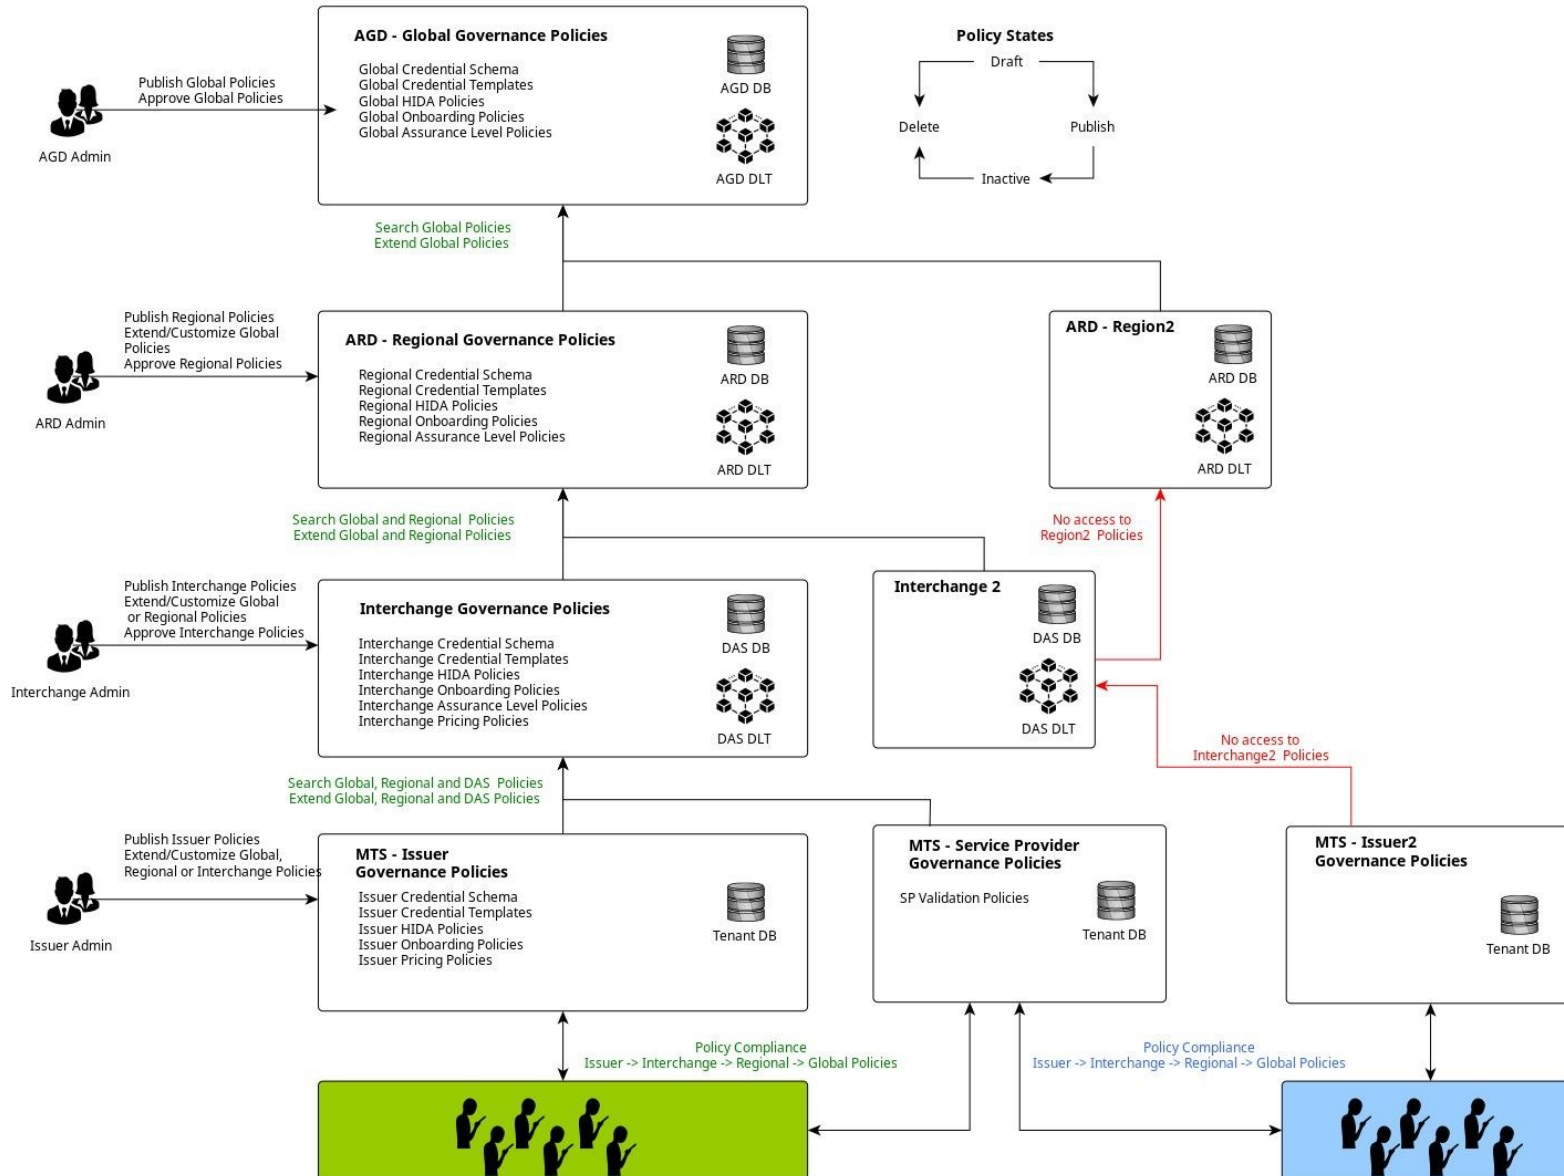 AGD - Global Governance Policies
Global Credential Schema
Global Credential Templates
Global HIDA Policies
Global Onboarding Policies
Global Assurance Level Policies
AGD DB
AGD DLT
Policy States
Draft
Delete
Publish
Inactive
Publish Global Policies
Approve Global Policies
AGD Admin
Search Global Policies
Extend Global Policies
Publish Regional Policies
Extend/Customize Global
Policies
Approve Regional Policies
ARD Admin
ARD - Regional Governance Policies
Regional Credential Schema
Regional Credential Templates
Regional HIDA Policies
Regional Onboarding Policies
Regional Assurance Level Policies
ARD DB
ARD DLT
ARD - Region2
ARD DB
ARD DLT
Search Global and Regional  Policies
Extend Global and Regional Policies
No access to
Region2  Policies
Publish Interchange Policies
Extend/Customize Global
or Regional Policies
Approve Interchange Policies
Interchange Admin
Interchange Governance Policies
Interchange Credential Schema
Interchange Credential Templates
Interchange HIDA Policies
Interchange Onboarding Policies
Interchange Assurance Level Policies
Interchange Pricing Policies
DAS DB
DAS DLT
Interchange 2
DAS DB
DAS DLT
No access to
Interchange2  Policies
Search Global, Regional and DAS  Policies
Extend Global, Regional and DAS Policies
Publish Issuer Policies
Extend/Customize Global,
Regional or Interchange Policies
Issuer Admin
MTS - Issuer
Governance Policies
Issuer Credential Schema
Issuer Credential Templates
Issuer HIDA Policies
Issuer Onboarding Policies
Issuer Pricing Policies
Tenant DB
MTS - Service Provider
Governance Policies
SP Validation Policies
Tenant DB
MTS - Issuer2
Governance Policies
Tenant DB
Policy Compliance
Issuer -> Interchange -> Regional -> Global Policies
Policy Compliance
Issuer -> Interchange -> Regional -> Global Policies